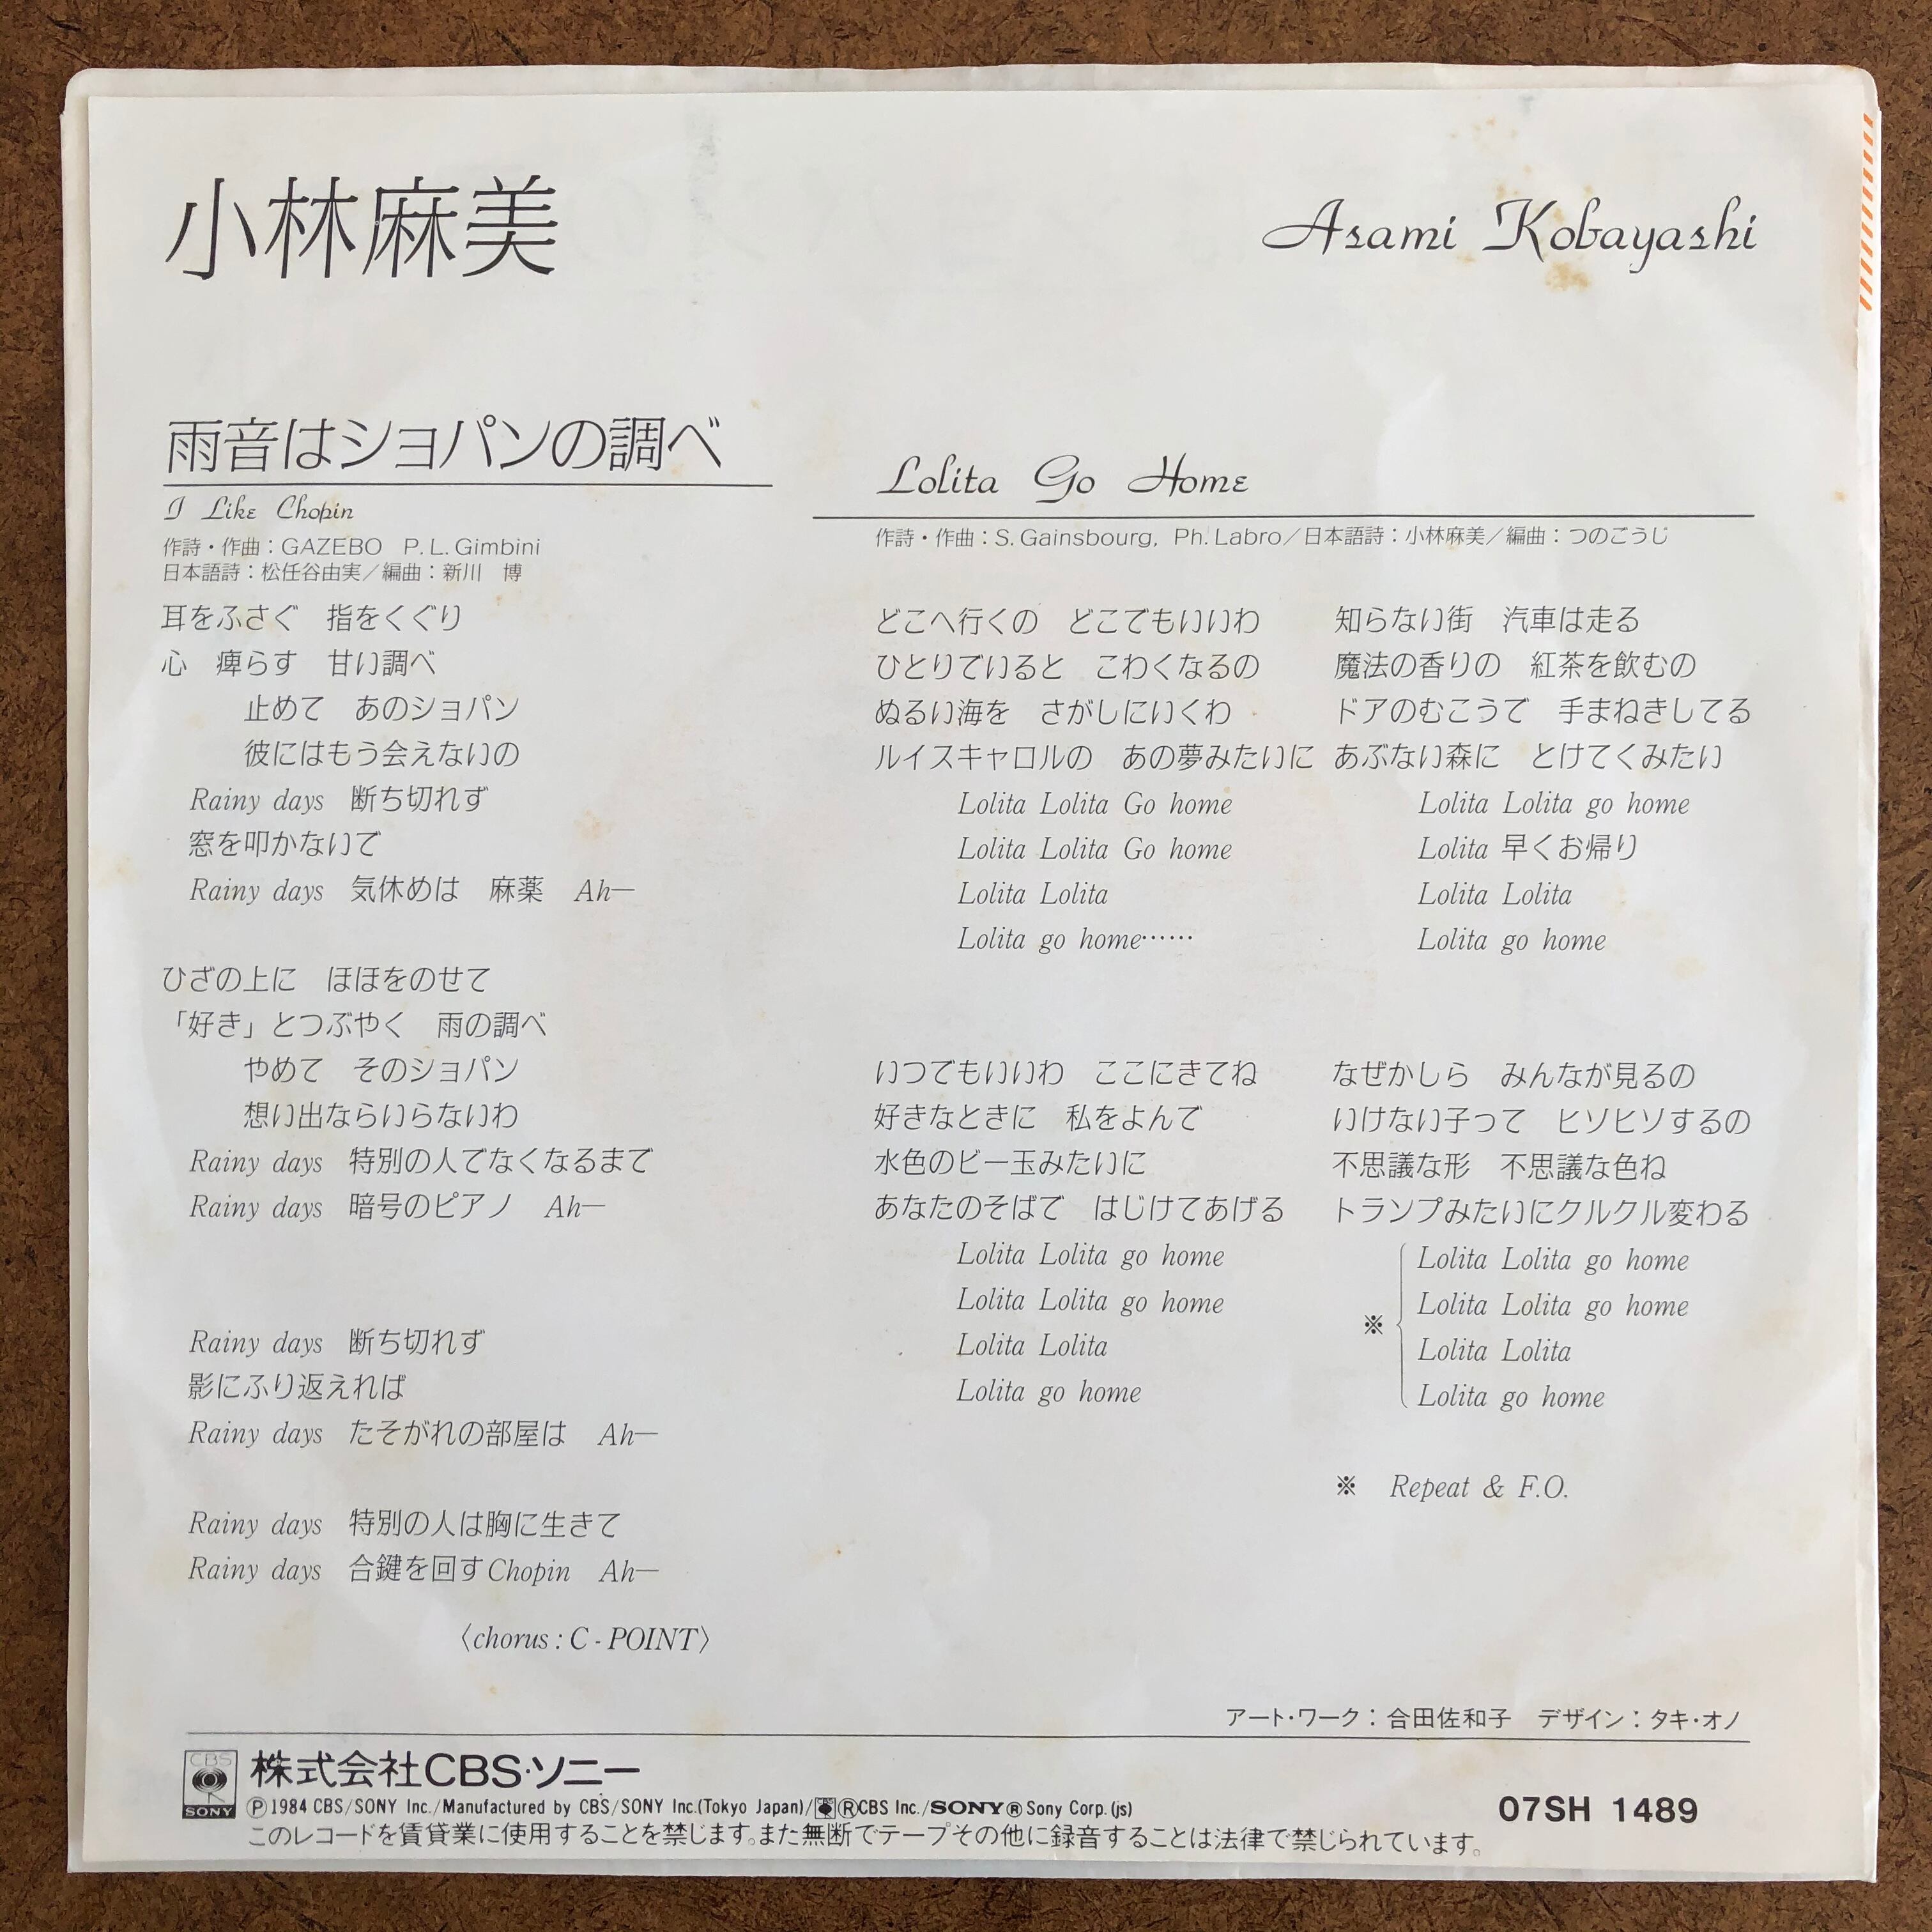 小林麻美
Asami Kobayashi
雨音はショパンの調べ
I Like Chopin
作詩・作曲：GAZEBO P. L. Gimbini
日本語詩：松任谷由実／編曲：新川 博
耳をふさぐ 指をくぐり
心 痺らす 甘い調べ
止めて あのショパン
彼にはもう会えないの
Rainy days 断ち切れず
窓を叩かないで
Rainy days 気休めは 麻薬 Ah—
ひざの上に ほほをのせて
「好き」とつぶやく 雨の調べ
やめて そのショパン
想い出ならいらないわ
Rainy days 特別の人でなくなるまで
Rainy days 暗号のピアノ Ah—
Rainy days 断ち切れず
影にふり返えれば
Rainy days たそがれの部屋は Ah—
Rainy days 特別の人は胸に生きて
Rainy days 合鍵を回すChopin Ah—
〈chorus : C - POINT〉
Lolita Go Home
作詩・作曲：S. Gainsbourg, Ph. Labro／日本語詩：小林麻美／編曲：つのごうじ
どこへ行くの どこでもいいわ
ひとりでいると こわくなるの
ぬるい海を さがしにいくわ
ルイスキャロルの あの夢みたいに
Lolita Lolita Go home
Lolita Lolita Go home
Lolita Lolita
Lolita go home……
いつでもいいわ ここにきてね
好きなときに 私をよんで
水色のビー玉みたいに
あなたのそばで はじけてあげる
Lolita Lolita go home
Lolita Lolita go home
Lolita Lolita
Lolita go home
知らない街 汽車は走る
魔法の香りの 紅茶を飲むの
ドアのむこうで 手まねきしてる
あぶない森に とけてくみたい
Lolita Lolita go home
Lolita 早くお帰り
Lolita Lolita
Lolita go home
なぜかしら みんなが見るの
いけない子って ヒソヒソするの
不思議な形 不思議な色ね
トランプみたいにクルクル変わる
Lolita Lolita go home
Lolita Lolita go home
※
Lolita Lolita
Lolita go home
※ Repeat & F.O.
アート・ワーク：合田佐和子 デザイン：タキ・オノ
CBS
SONY
株式会社CBS・ソニー
Ⓟ1984 CBS/SONY Inc./Manufactured by CBS/SONY Inc.(Tokyo Japan)/ⓇCBS Inc./SONY® Sony Corp. (js)
このレコードを賃貸業に使用することを禁じます。また無断でテープその他に録音することは法律で禁じられています。
07SH 1489